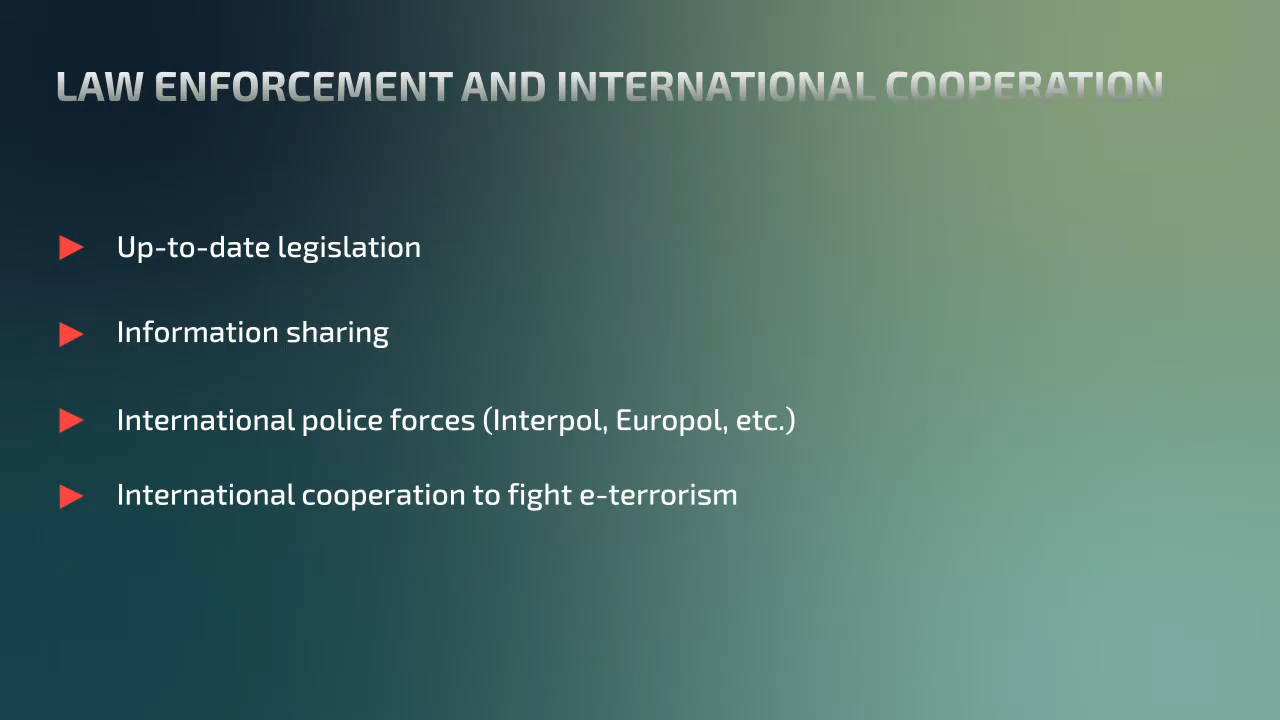 LAW ENFORCEMENT AND INTERNATIONAL COOPERATION
Up-to-date legislation
Information sharing
International police forces (Interpol, Europol, etc.)
International cooperation to fight e-terrorism